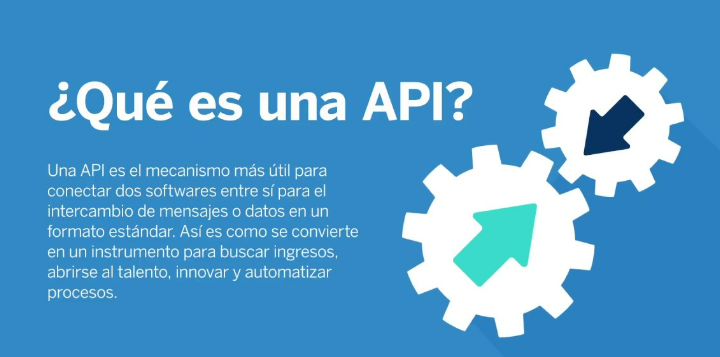 ¿Qué es una API?
Una API es el mecanismo más útil para
conectar dos softwares entre sí para el
intercambio de mensajes o datos en un
formato estándar. Así es como se convierte
en un instrumento para buscar ingresos,
abrirse al talento, innovar y automatizar
procesos.